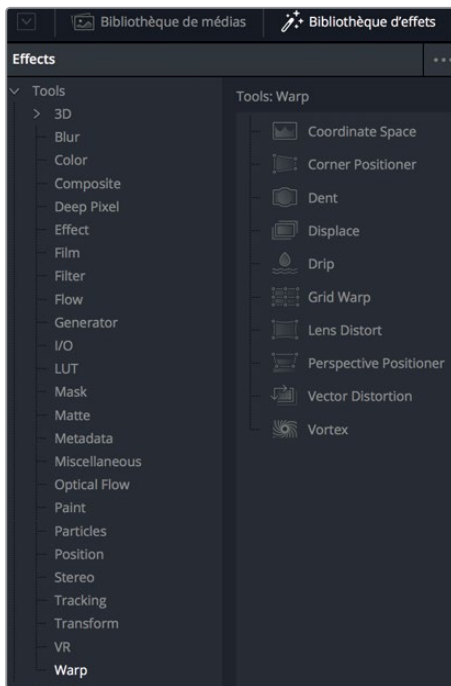 Bibliothèque de médias
Bibliothèque d’effets
Effects
Tools
3D
Blur
Color
Composite
Deep Pixel
Effect
Film
Filter
Flow
Generator
I/O
LUT
Mask
Matte
Metadata
Miscellaneous
Optical Flow
Paint
Particles
Position
Stereo
Tracking
Transform
VR
Warp
Tools: Warp
Coordinate Space
Corner Positioner
Dent
Displace
Drip
Grid Warp
Lens Distort
Perspective Positioner
Vector Distortion
Vortex